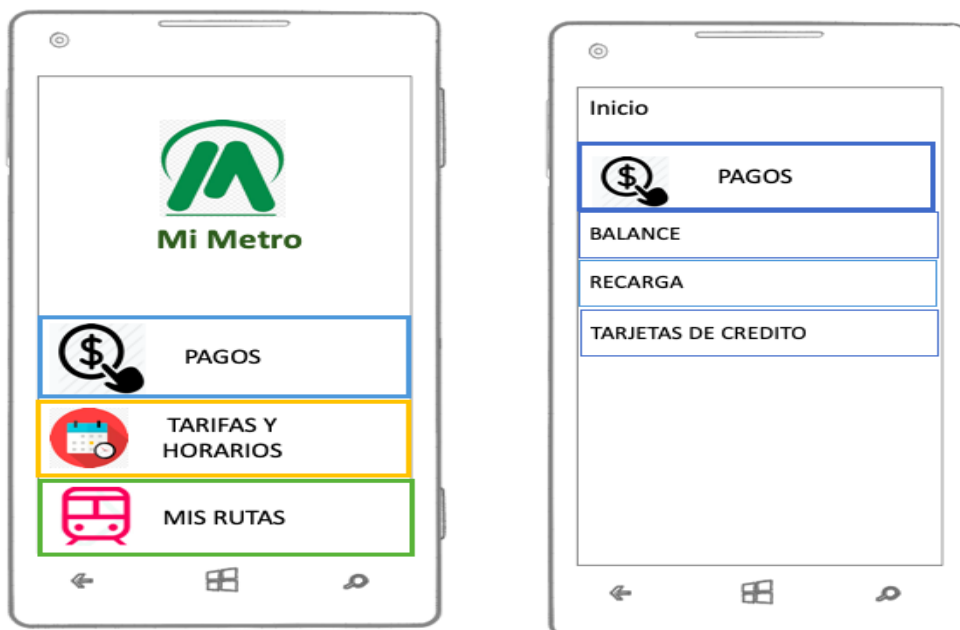 Mi Metro
$ PAGOS
TARIFAS Y
HORARIOS
MIS RUTAS
Inicio
$ PAGOS
BALANCE
RECARGA
TARJETAS DE CREDITO